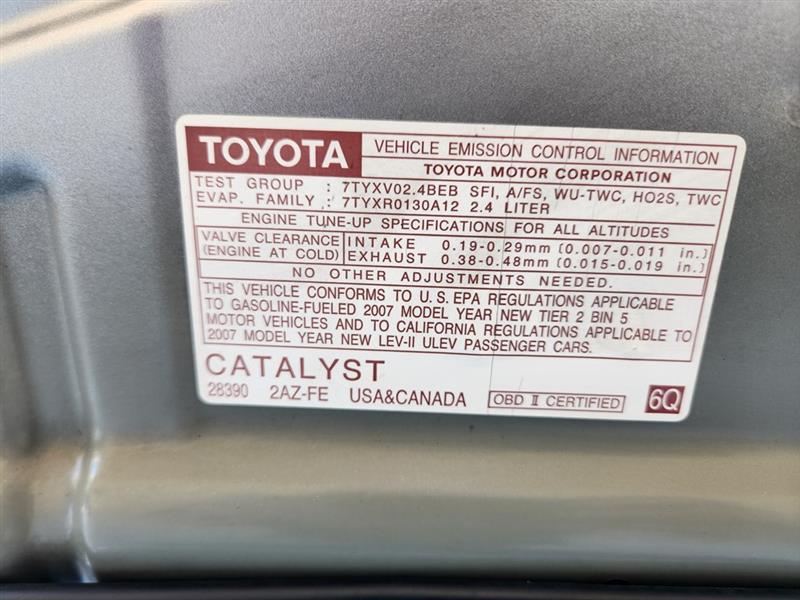 TOYOTA VEHICLE EMISSION CONTROL INFORMATION
TOYOTA MOTOR CORPORATION
TEST GROUP : 7TYXV02.4BEB SFI, A/FS, WU-TWC, HO2S, TWC
EVAP. FAMILY : 7TYXR0130A12 2.4 LITER
ENGINE TUNE-UP SPECIFICATIONS FOR ALL ALTITUDES
VALVE CLEARANCE INTAKE 0.19-0.29mm (0.007-0.011 in.)
(ENGINE AT COLD) EXHAUST 0.38-0.48mm (0.015-0.019 in.)
NO OTHER ADJUSTMENTS NEEDED.
THIS VEHICLE CONFORMS TO U.S. EPA REGULATIONS APPLICABLE
TO GASOLINE-FUELED 2007 MODEL YEAR NEW TIER 2 BIN 5
MOTOR VEHICLES AND TO CALIFORNIA REGULATIONS APPLICABLE TO
2007 MODEL YEAR NEW LEV-II ULEV PASSENGER CARS.
CATALYST
28390 2AZ-FE USA&CANADA OBD II CERTIFIED 6Q